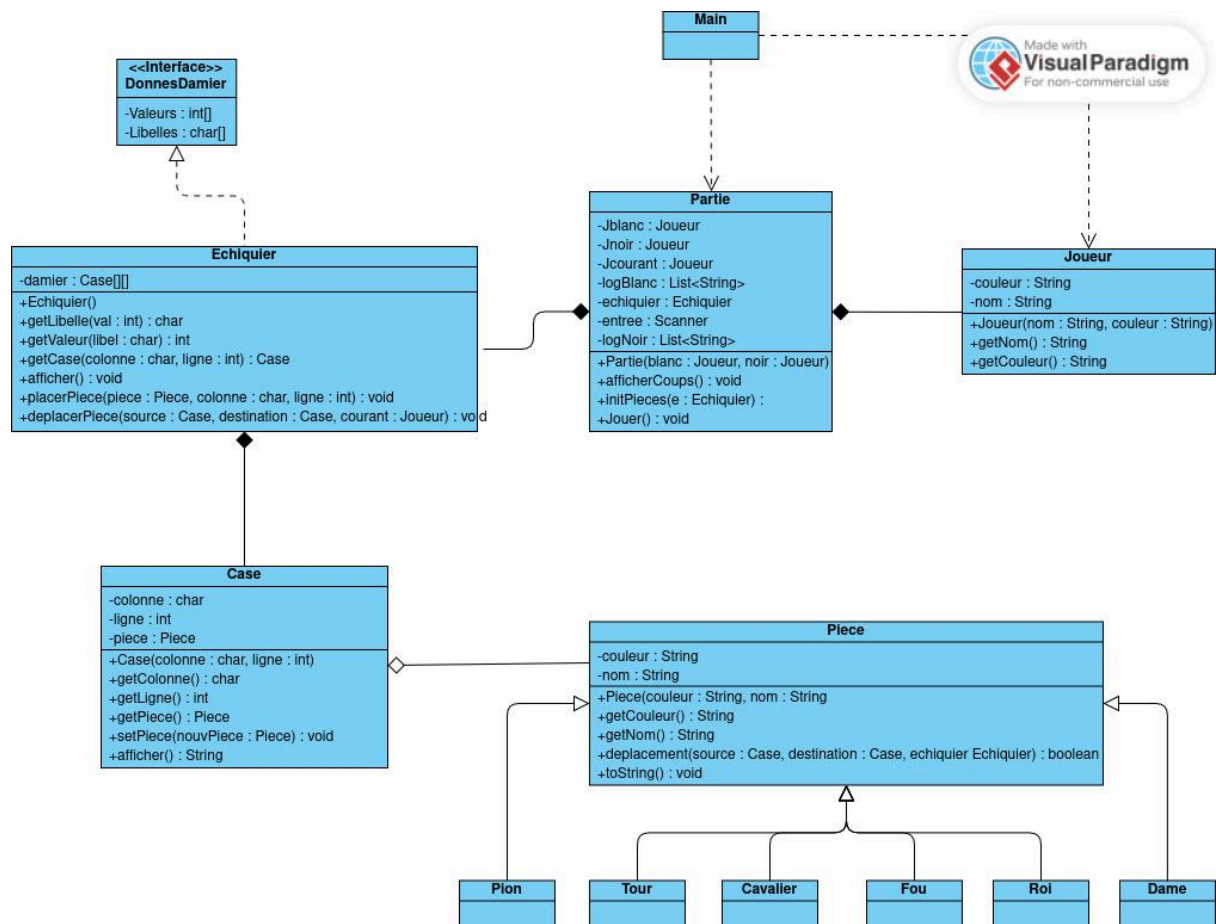 Main
Made with
VisualParadigm
For non-commercial use
<<Interface>>
DonnesDamier
-Valeurs : int[]
-Libelles : char[]
Echiquier
-damier : Case[][]
+Echiquier()
+getLibelle(val : int) : char
+getValeur(libel : char) : int
+getCase(colonne : char, ligne : int) : Case
+afficher() : void
+placerPiece(piece : Piece, colonne : char, ligne : int) : void
+deplacerPiece(source : Case, destination : Case, courant : Joueur) : void
Partie
-Jblanc : Joueur
-Jnoir : Joueur
-Jcourant : Joueur
-logBlanc : List<String>
-echiquier : Echiquier
-entree : Scanner
-logNoir : List<String>
+Partie(blanc : Joueur, noir : Joueur)
+afficherCoups() : void
+initPieces(e : Echiquier) :
+Jouer() : void
Joueur
-couleur : String
-nom : String
+Joueur(nom : String, couleur : String)
+getNom() : String
+getCouleur() : String
Case
-colonne : char
-ligne : int
-piece : Piece
+Case(colonne : char, ligne : int)
+getColonne() : char
+getLigne() : int
+getPiece() : Piece
+setPiece(nouvPiece : Piece) : void
+afficher() : String
Piece
-couleur : String
-nom : String
+Piece(couleur : String, nom : String
+getCouleur() : String
+getNom() : String
+deplacement(source : Case, destination : Case, echiquier Echiquier) : boolean
+toString() : void
Pion
Tour
Cavalier
Fou
Roi
Dame